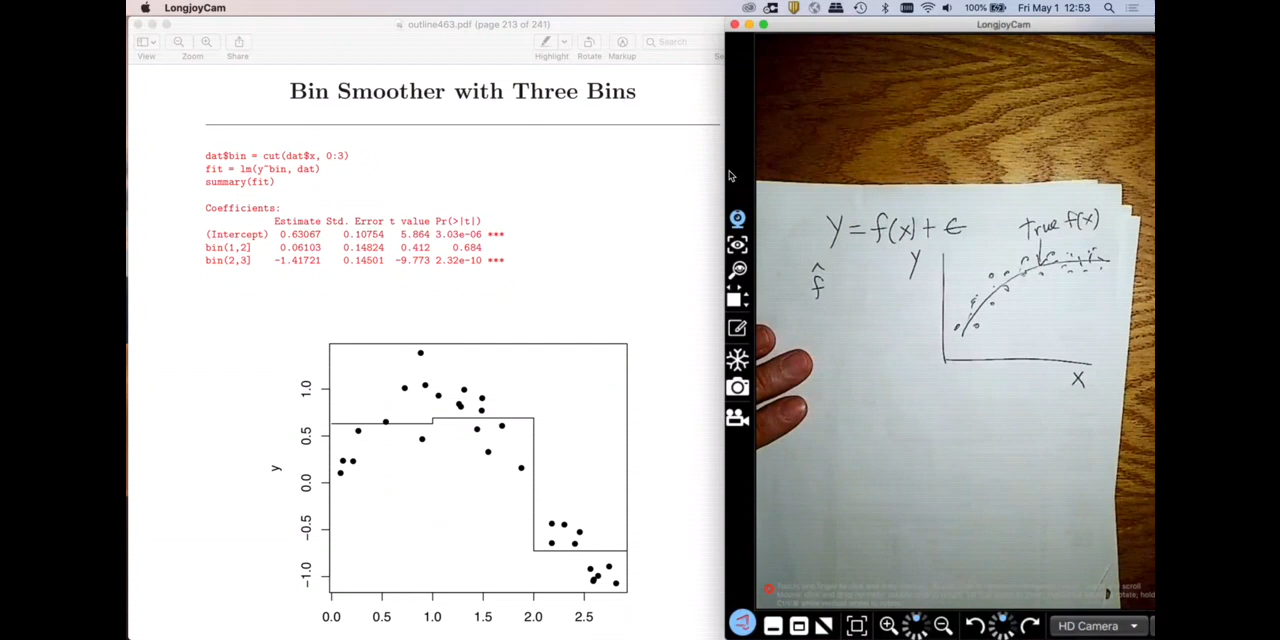 LongjoyCam
100%
Fri May 1 12:53
outline463.pdf (page 213 of 241)
View
Zoom
Share
Highlight
Rotate
Markup
Search
Se
LongjoyCam
Bin Smoother with Three Bins
dat$bin = cut(dat$x, 0:3)
fit = lm(y~bin, dat)
summary(fit)
Coefficients:
Estimate Std. Error t value Pr(>|t|)
(Intercept) 0.63067 0.10754 5.864 3.03e-06 ***
bin(1,2] 0.06103 0.14824 0.412 0.684
bin(2,3] -1.41721 0.14501 -9.773 2.32e-10 ***
y
1.0
0.5
0.0
−0.5
−1.0
0.0 0.5 1.0 1.5 2.0 2.5
Y = f(x) + ϵ
true f(x)
f̂
Y
X
HD Camera